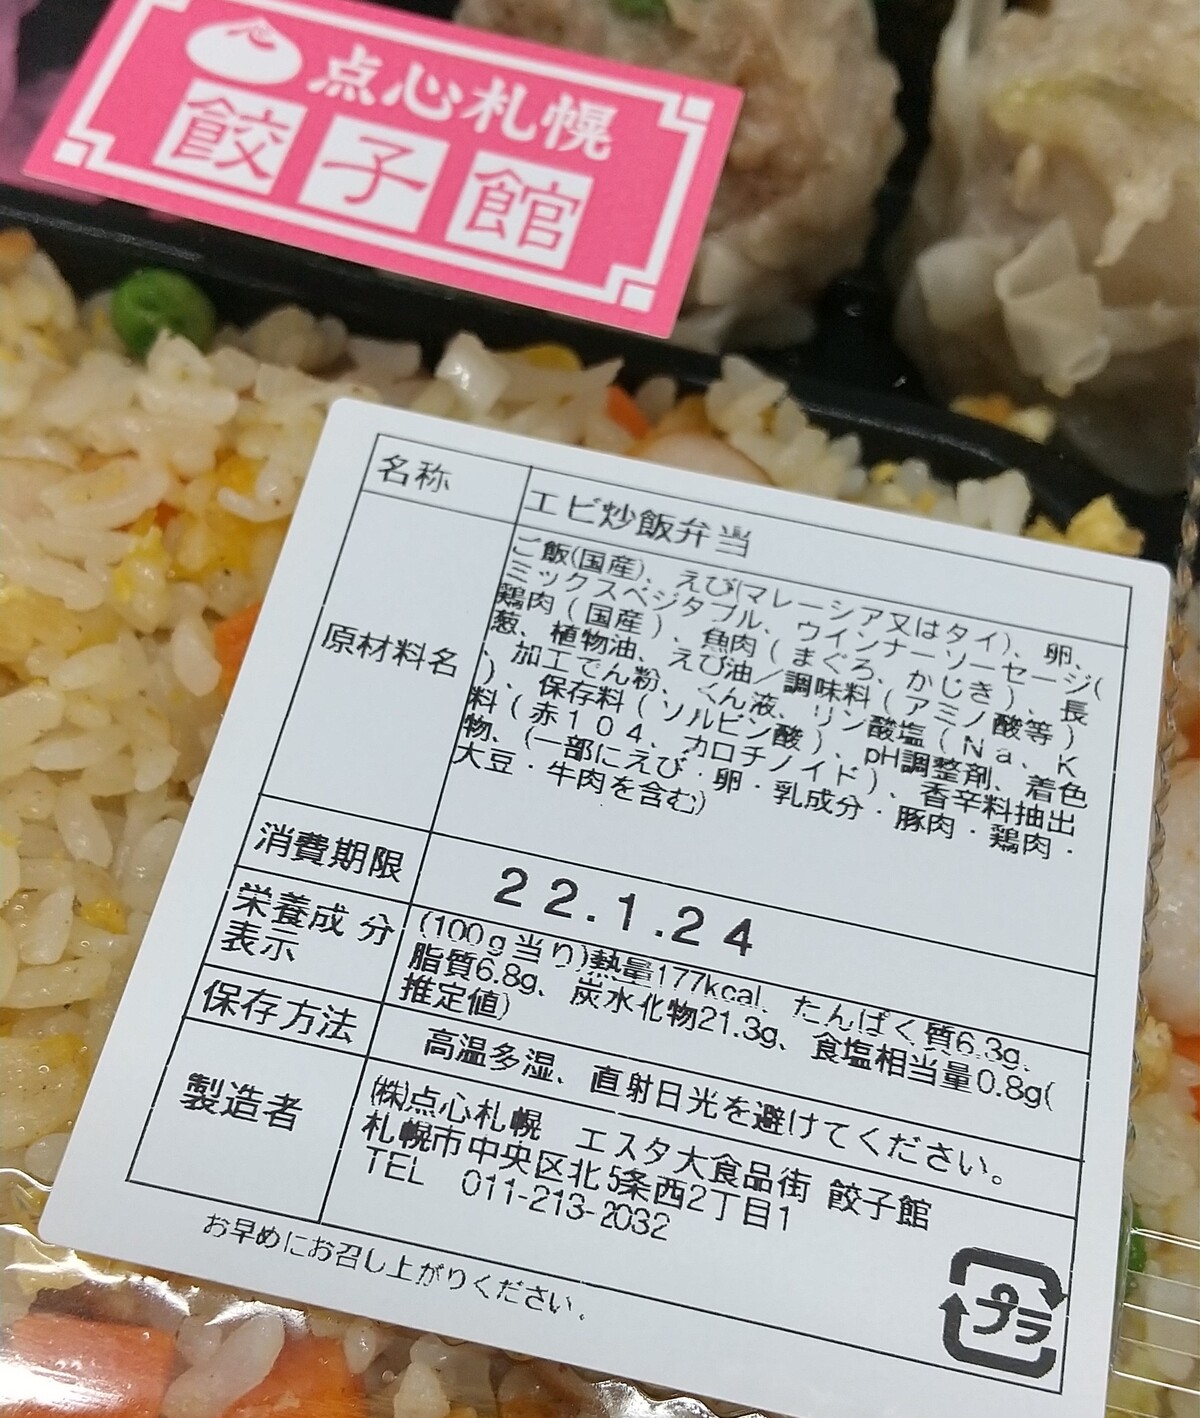 心
点心札幌
餃子館
名称
エビ炒飯弁当
原材料名
ご飯(国産)、えび(マレーシア又はタイ)、卵、
ミックスベジタブル、ウインナーソーセージ(
鶏肉(国産)、魚肉(まぐろ、かじき)、長
葱、植物油、えび油/調味料(アミノ酸等)
、加工でん粉、くん液、リン酸塩(Na、K
)、保存料(ソルビン酸)、pH調整剤、着色
料(赤104、カロチノイド)、香辛料抽出
物、(一部にえび・卵・乳成分・豚肉・鶏肉・
大豆・牛肉を含む)
消費期限
22.1.24
栄養成分
表示
(100g当り)熱量177kcal、たんぱく質6.3g、
脂質6.8g、炭水化物21.3g、食塩相当量0.8g(
推定値)
保存方法
高温多湿、直射日光を避けてください。
製造者
(株)点心札幌 エスタ大食品街 餃子館
札幌市中央区北5条西2丁目1
TEL 011-213-2032
お早めにお召し上がりください。
プラ